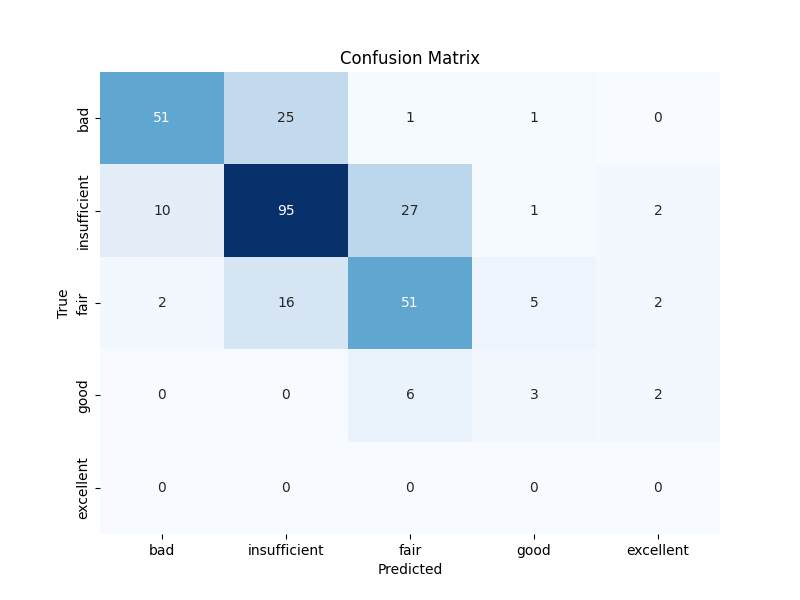 Confusion Matrix
True
bad 51 25 1 1 0
insufficient 10 95 27 1 2
fair 2 16 51 5 2
good 0 0 6 3 2
excellent 0 0 0 0 0
bad insufficient fair good excellent
Predicted